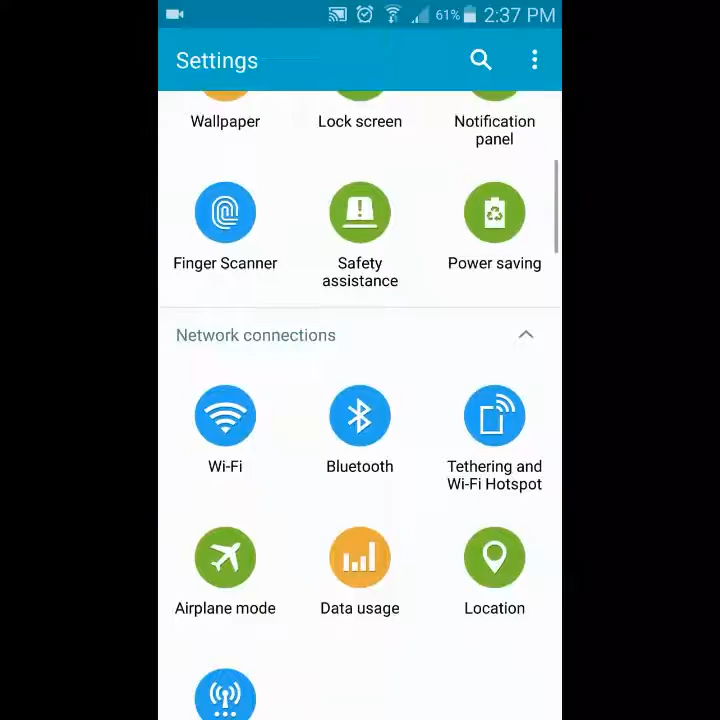 61% 2:37 PM
Settings
Wallpaper
Lock screen
Notification
panel
Finger Scanner
Safety
assistance
Power saving
Network connections
Wi-Fi
Bluetooth
Tethering and
Wi-Fi Hotspot
Airplane mode
Data usage
Location